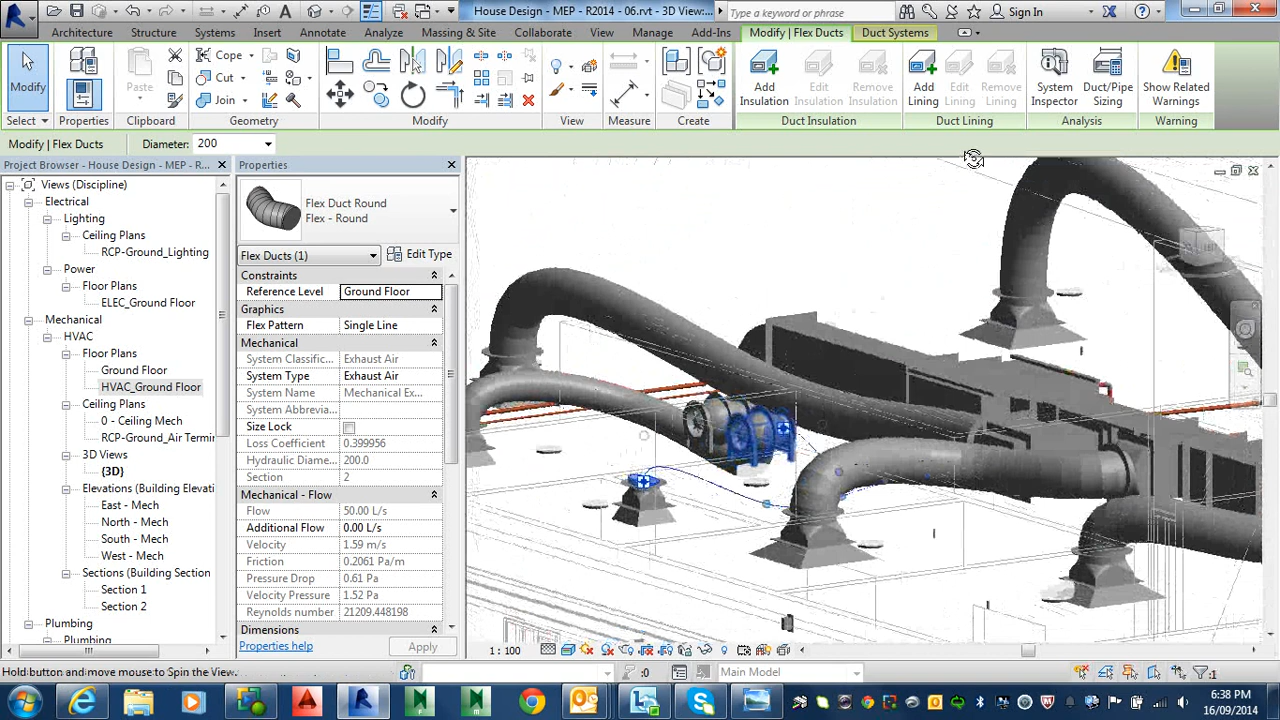 House Design - MEP - R2014 - 06.rvt - 3D View:...
Type a keyword or phrase
Sign In
Architecture Structure Systems Insert Annotate Analyze Massing & Site Collaborate View Manage Add-Ins Modify | Flex Ducts Duct Systems
Modify
Paste
Cope
Cut
Join
Add Insulation
Edit Insulation
Remove Insulation
Add Lining
Edit Lining
Remove Lining
System Inspector
Duct/Pipe Sizing
Show Related Warnings
Select Properties Clipboard Geometry Modify View Measure Create Duct Insulation Duct Lining Analysis Warning
Modify | Flex Ducts Diameter: 200
Project Browser - House Design - MEP - R...
Views (Discipline)
Electrical
Lighting
Ceiling Plans
RCP-Ground_Lighting
Power
Floor Plans
ELEC_Ground Floor
Mechanical
HVAC
Floor Plans
Ground Floor
HVAC_Ground Floor
Ceiling Plans
0 - Ceiling Mech
RCP-Ground_Air Termi
3D Views
(3D)
Elevations (Building Elevati
East - Mech
North - Mech
South - Mech
West - Mech
Sections (Building Section
Section 1
Section 2
Plumbing
Plumbing
Properties
Flex Duct Round
Flex - Round
Flex Ducts (1)
Edit Type
Constraints
Reference Level Ground Floor
Graphics
Flex Pattern Single Line
Mechanical
System Classific... Exhaust Air
System Type Exhaust Air
System Name Mechanical Ex...
System Abbrevia...
Size Lock
Loss Coefficient 0.399956
Hydraulic Diame... 200.0
Section 2
Mechanical - Flow
Flow 50.00 L/s
Additional Flow 0.00 L/s
Velocity 1.59 m/s
Friction 0.2061 Pa/m
Pressure Drop 0.61 Pa
Velocity Pressure 1.52 Pa
Reynolds number 21209.448198
Dimensions
Properties help
Apply
1 : 100
Hold button and move mouse to Spin the View.
:0
Main Model
:1
6:38 PM
16/09/2014